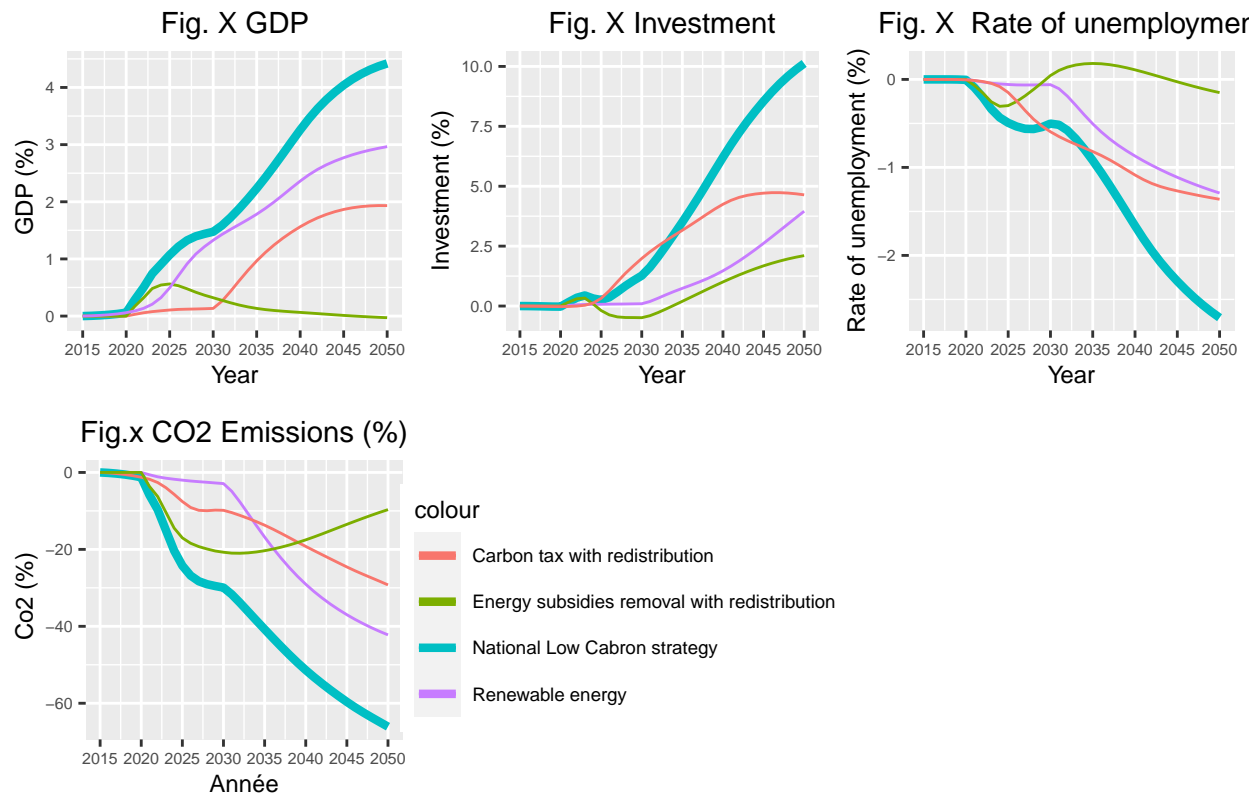 Fig. X GDP
GDP (%)
4
3
2
1
0
2015 2020 2025 2030 2035 2040 2045 2050
Year
Fig. X Investment
Investment (%)
10.0
7.5
5.0
2.5
0.0
2015 2020 2025 2030 2035 2040 2045 2050
Year
Fig. X  Rate of unemploymen
Rate of unemployment (%)
0
−1
−2
2015 2020 2025 2030 2035 2040 2045 2050
Year
Fig.x CO2 Emissions (%)
Co2 (%)
0
−20
−40
−60
2015 2020 2025 2030 2035 2040 2045 2050
Année
colour
Carbon tax with redistribution
Energy subsidies removal with redistribution
National Low Cabron strategy
Renewable energy